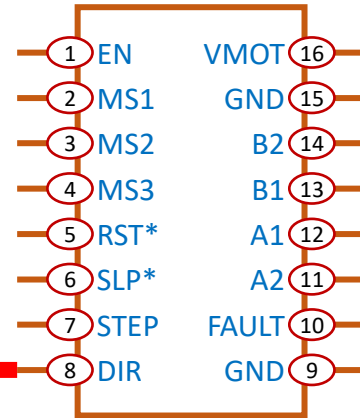 1 EN VMOT 16
2 MS1 GND 15
3 MS2 B2 14
4 MS3 B1 13
5 RST* A1 12
6 SLP* A2 11
7 STEP FAULT 10
8 DIR GND 9